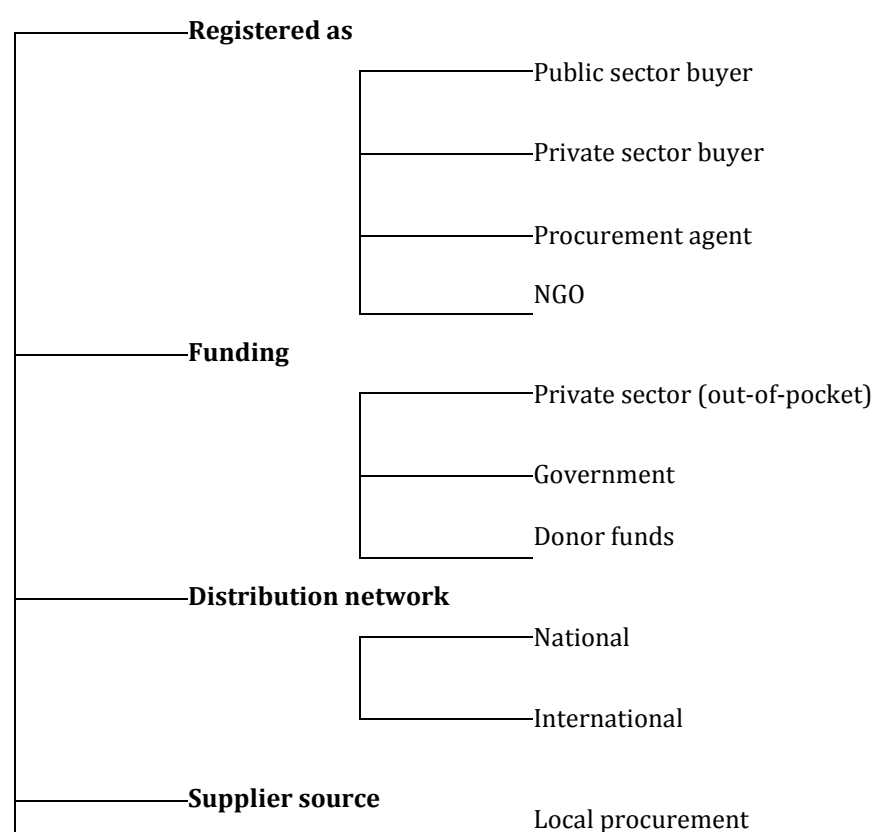 Registered as
Public sector buyer
Private sector buyer
Procurement agent
NGO
Funding
Private sector (out-of-pocket)
Government
Donor funds
Distribution network
National
International
Supplier source
Local procurement